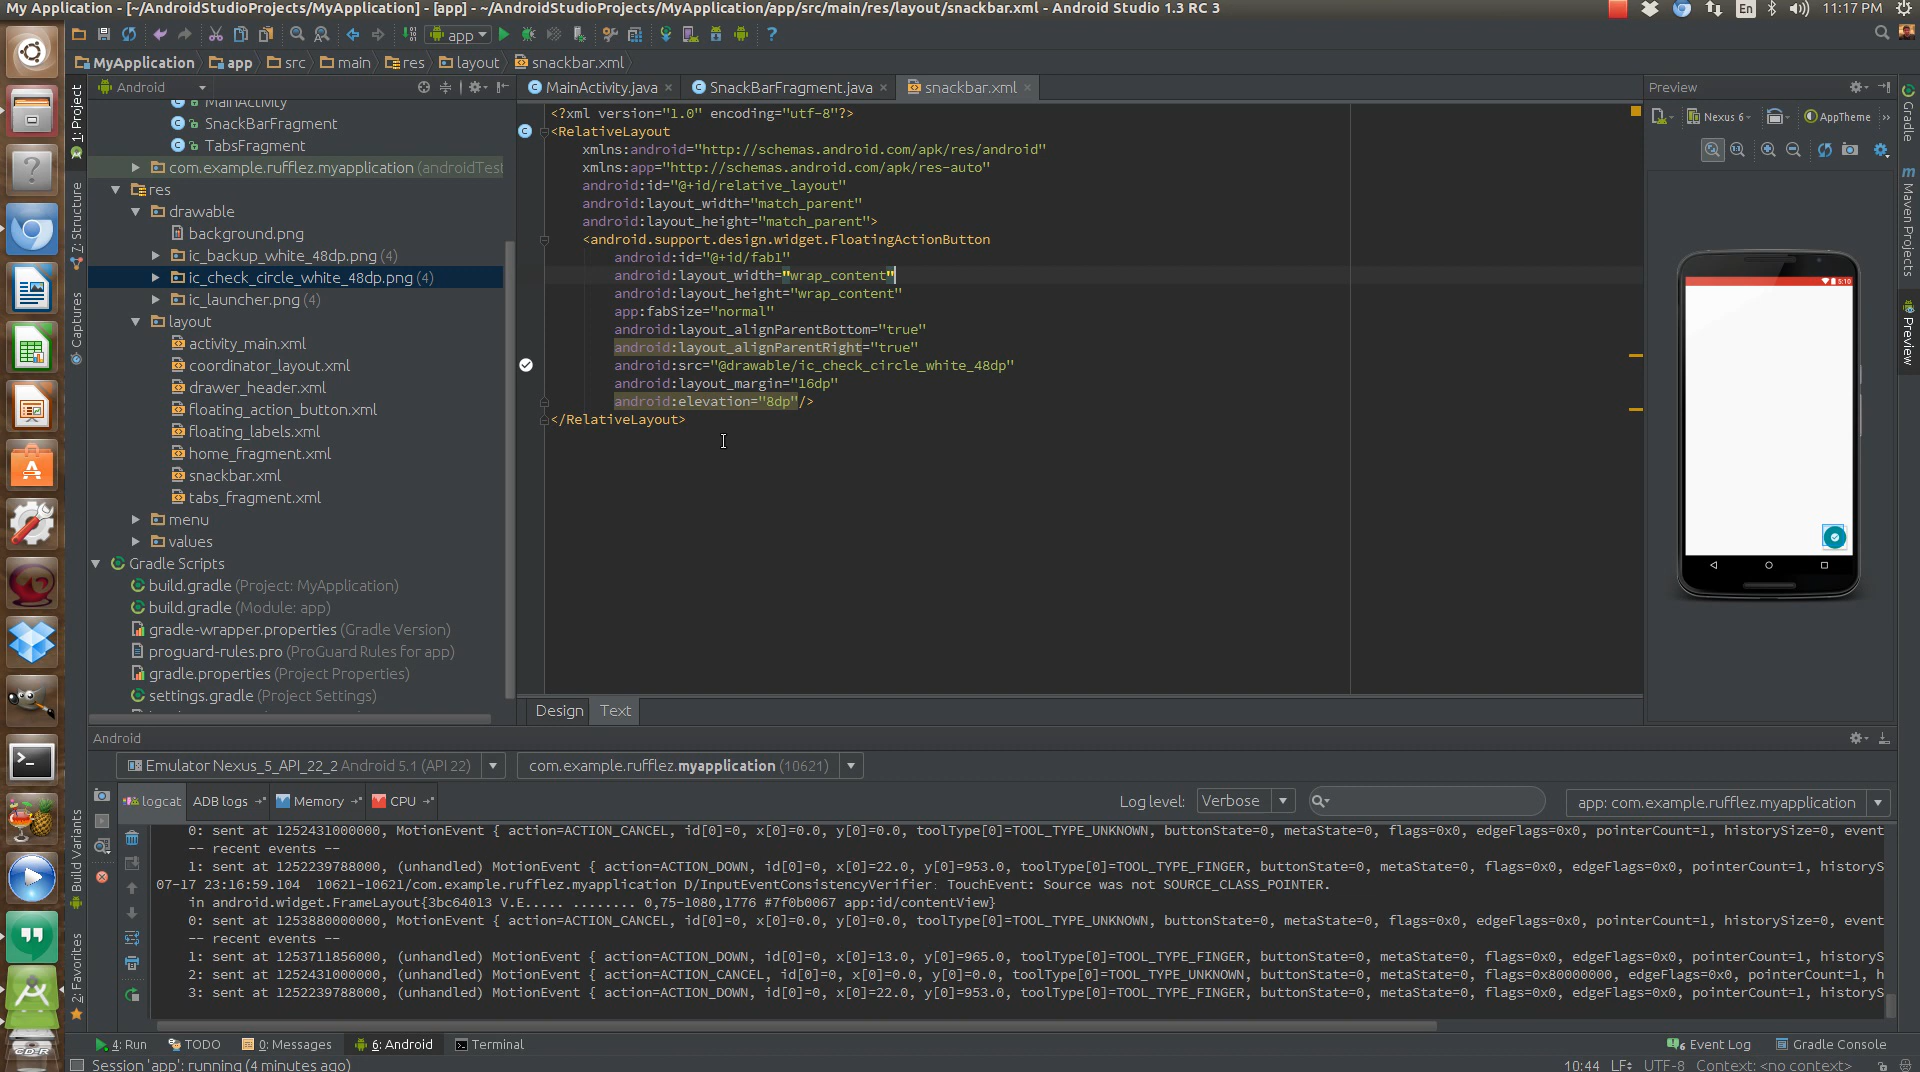 My Application - [~/AndroidStudioProjects/MyApplication] - [app] - ~/AndroidStudioProjects/MyApplication/app/src/main/res/layout/snackbar.xml - Android Studio 1.3 RC 3
En
11:17 PM
app
MyApplication
app
src
main
res
layout
snackbar.xml
Android
MainActivity.java
SnackBarFragment.java
snackbar.xml
Preview
1: Project
7: Structure
Captures
Build Variants
2: Favorites
Gradle
Maven Projects
Preview
MainActivity
SnackBarFragment
TabsFragment
com.example.rufflez.myapplication (androidTest
res
drawable
background.png
ic_backup_white_48dp.png (4)
ic_check_circle_white_48dp.png (4)
ic_launcher.png (4)
layout
activity_main.xml
coordinator_layout.xml
drawer_header.xml
floating_action_button.xml
floating_labels.xml
home_fragment.xml
snackbar.xml
tabs_fragment.xml
menu
values
Gradle Scripts
build.gradle (Project: MyApplication)
build.gradle (Module: app)
gradle-wrapper.properties (Gradle Version)
proguard-rules.pro (ProGuard Rules for app)
gradle.properties (Project Properties)
settings.gradle (Project Settings)
<?xml version="1.0" encoding="utf-8"?>
<RelativeLayout
xmlns:android="http://schemas.android.com/apk/res/android"
xmlns:app="http://schemas.android.com/apk/res-auto"
android:id="@+id/relative_layout"
android:layout_width="match_parent"
android:layout_height="match_parent">
<android.support.design.widget.FloatingActionButton
android:id="@+id/fab1"
android:layout_width="wrap_content"
android:layout_height="wrap_content"
app:fabSize="normal"
android:layout_alignParentBottom="true"
android:layout_alignParentRight="true"
android:src="@drawable/ic_check_circle_white_48dp"
android:layout_margin="16dp"
android:elevation="8dp"/>
</RelativeLayout>
Nexus 6
AppTheme
5:10
Design
Text
Android
Emulator Nexus_5_API_22_2 Android 5.1 (API 22)
com.example.rufflez.myapplication (10621)
logcat
ADB logs
Memory
CPU
Log level:
Verbose
app: com.example.rufflez.myapplication
0: sent at 1252431000000, MotionEvent { action=ACTION_CANCEL, id[0]=0, x[0]=0.0, y[0]=0.0, toolType[0]=TOOL_TYPE_UNKNOWN, buttonState=0, metaState=0, flags=0x0, edgeFlags=0x0, pointerCount=1, historySize=0, event
-- recent events --
1: sent at 1252239788000, (unhandled) MotionEvent { action=ACTION_DOWN, id[0]=0, x[0]=22.0, y[0]=953.0, toolType[0]=TOOL_TYPE_FINGER, buttonState=0, metaState=0, flags=0x0, edgeFlags=0x0, pointerCount=1, historyS
07-17 23:16:59.104 10621-10621/com.example.rufflez.myapplication D/InputEventConsistencyVerifier﹕ TouchEvent: Source was not SOURCE_CLASS_POINTER.
in android.widget.FrameLayout{3bc64013 V.E..... ........ 0,75-1080,1776 #7f0b0067 app:id/contentView}
0: sent at 1253880000000, MotionEvent { action=ACTION_CANCEL, id[0]=0, x[0]=0.0, y[0]=0.0, toolType[0]=TOOL_TYPE_UNKNOWN, buttonState=0, metaState=0, flags=0x0, edgeFlags=0x0, pointerCount=1, historySize=0, event
-- recent events --
1: sent at 1253711856000, (unhandled) MotionEvent { action=ACTION_DOWN, id[0]=0, x[0]=13.0, y[0]=965.0, toolType[0]=TOOL_TYPE_FINGER, buttonState=0, metaState=0, flags=0x0, edgeFlags=0x0, pointerCount=1, historyS
2: sent at 1252431000000, (unhandled) MotionEvent { action=ACTION_CANCEL, id[0]=0, x[0]=0.0, y[0]=0.0, toolType[0]=TOOL_TYPE_UNKNOWN, buttonState=0, metaState=0, flags=0x80000000, edgeFlags=0x0, pointerCount=1, h
3: sent at 1252239788000, (unhandled) MotionEvent { action=ACTION_DOWN, id[0]=0, x[0]=22.0, y[0]=953.0, toolType[0]=TOOL_TYPE_FINGER, buttonState=0, metaState=0, flags=0x0, edgeFlags=0x0, pointerCount=1, historyS
4: Run
TODO
0: Messages
6: Android
Terminal
6 Event Log
Gradle Console
Session 'app': running (4 minutes ago)
10:44
LF
UTF-8
Context: <no context>